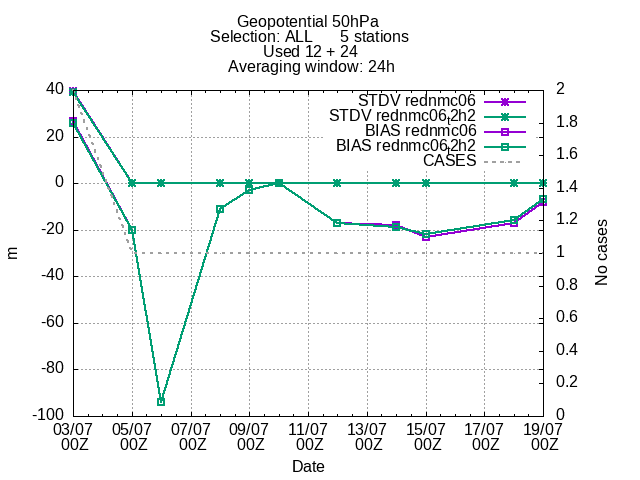 Geopotential 50hPa
Selection: ALL 5 stations
Used 12 + 24
Averaging window: 24h
STDV rednmc06
STDV rednmc06,2h2
BIAS rednmc06
BIAS rednmc06,2h2
CASES
40
20
0
-20
-40
-60
-80
-100
m
2
1.8
1.6
1.4
1.2
1
0.8
0.6
0.4
0.2
0
No cases
03/07 05/07 07/07 09/07 11/07 13/07 15/07 17/07 19/07
00Z 00Z 00Z 00Z 00Z 00Z 00Z 00Z 00Z
Date